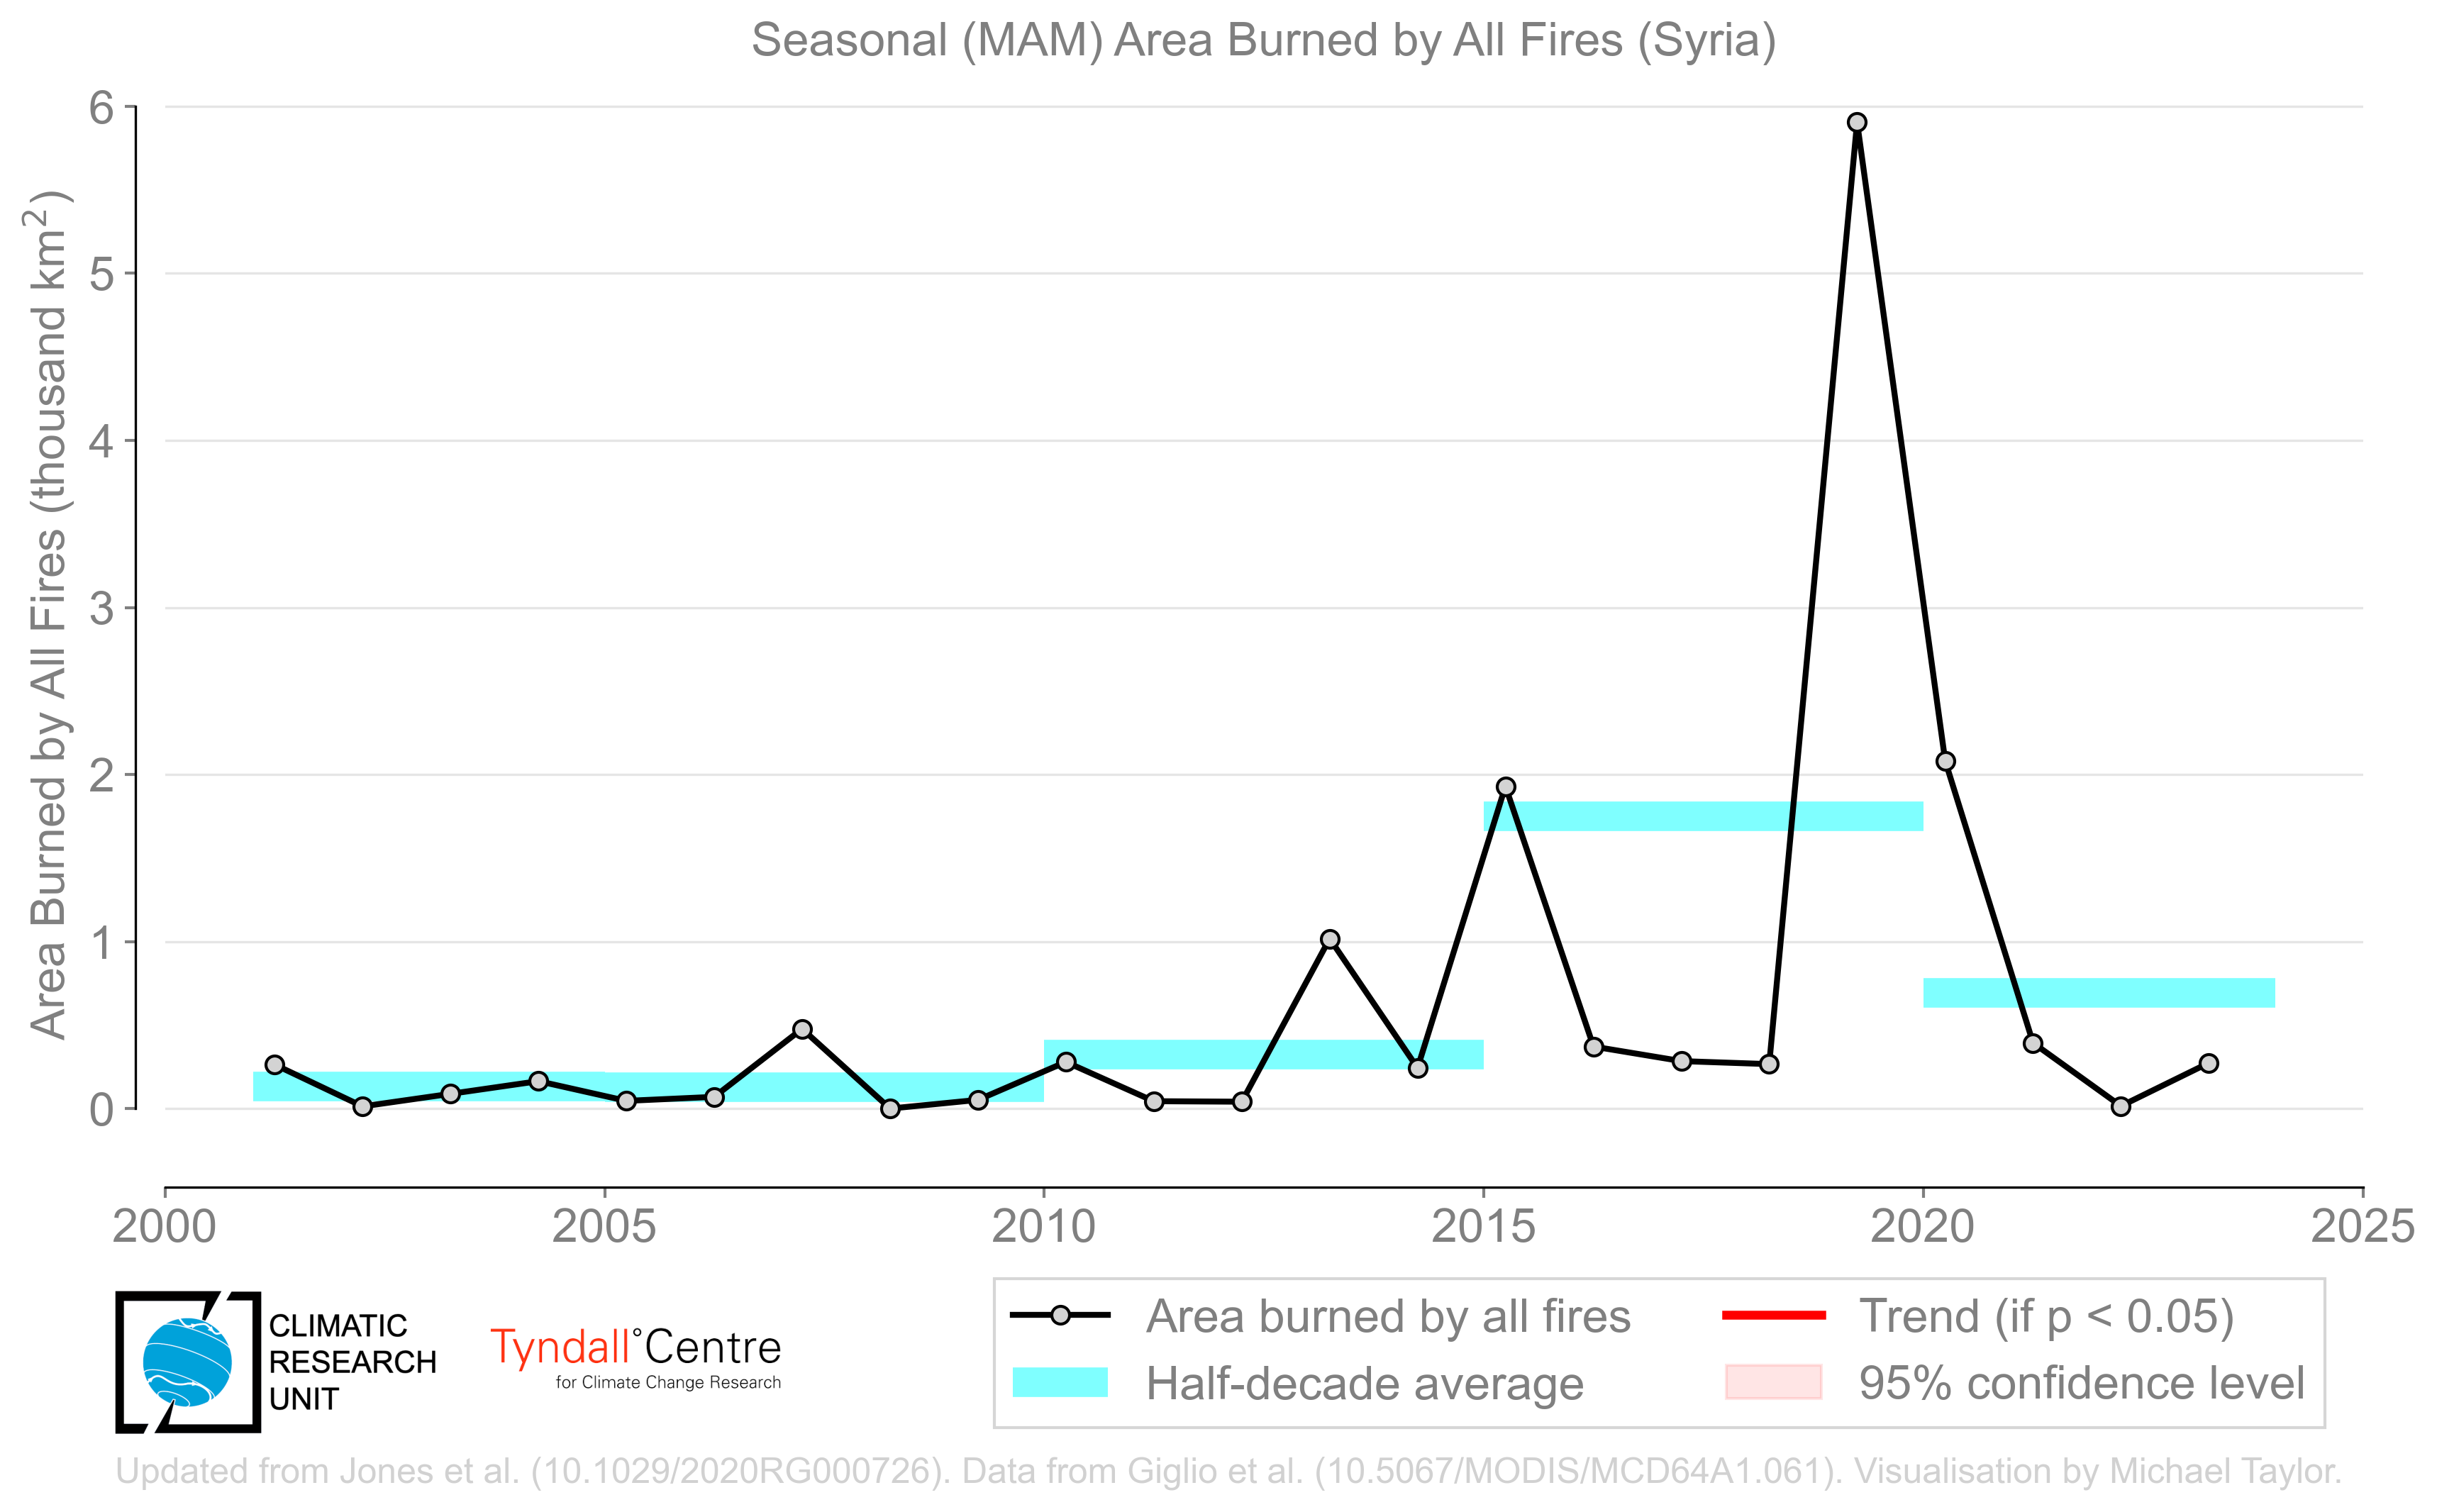 Seasonal (MAM) Area Burned by All Fires (Syria)
Area Burned by All Fires (thousand km²)
6
5
4
3
2
1
0
2000
2005
2010
2015
2020
2025
CLIMATIC
RESEARCH
UNIT
Tyndall°Centre
for Climate Change Research
Area burned by all fires
Half-decade average
Trend (if p < 0.05)
95% confidence level
Updated from Jones et al. (10.1029/2020RG000726). Data from Giglio et al. (10.5067/MODIS/MCD64A1.061). Visualisation by Michael Taylor.